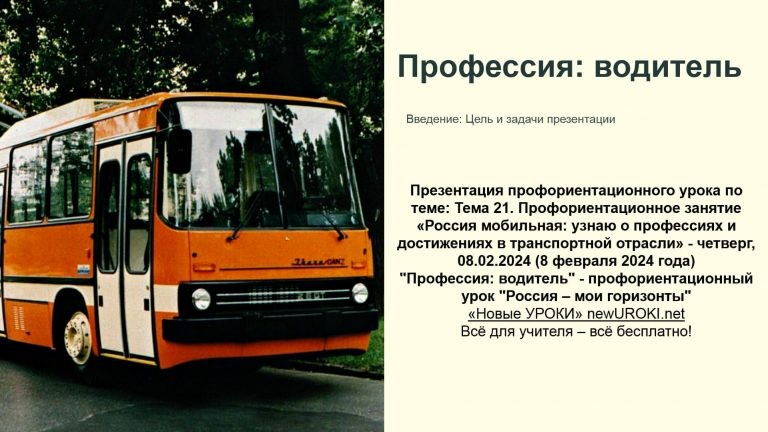 Профессия: водитель
Введение: Цель и задачи презентации
Презентация профориентационного урока по
теме: Тема 21. Профориентационное занятие
«Россия мобильная: узнаю о профессиях и
достижениях в транспортной отрасли» - четверг,
08.02.2024 (8 февраля 2024 года)
"Профессия: водитель" - профориентационный
урок "Россия – мои горизонты"
«Новые УРОКИ» newUROKI.net
Всё для учителя – всё бесплатно!